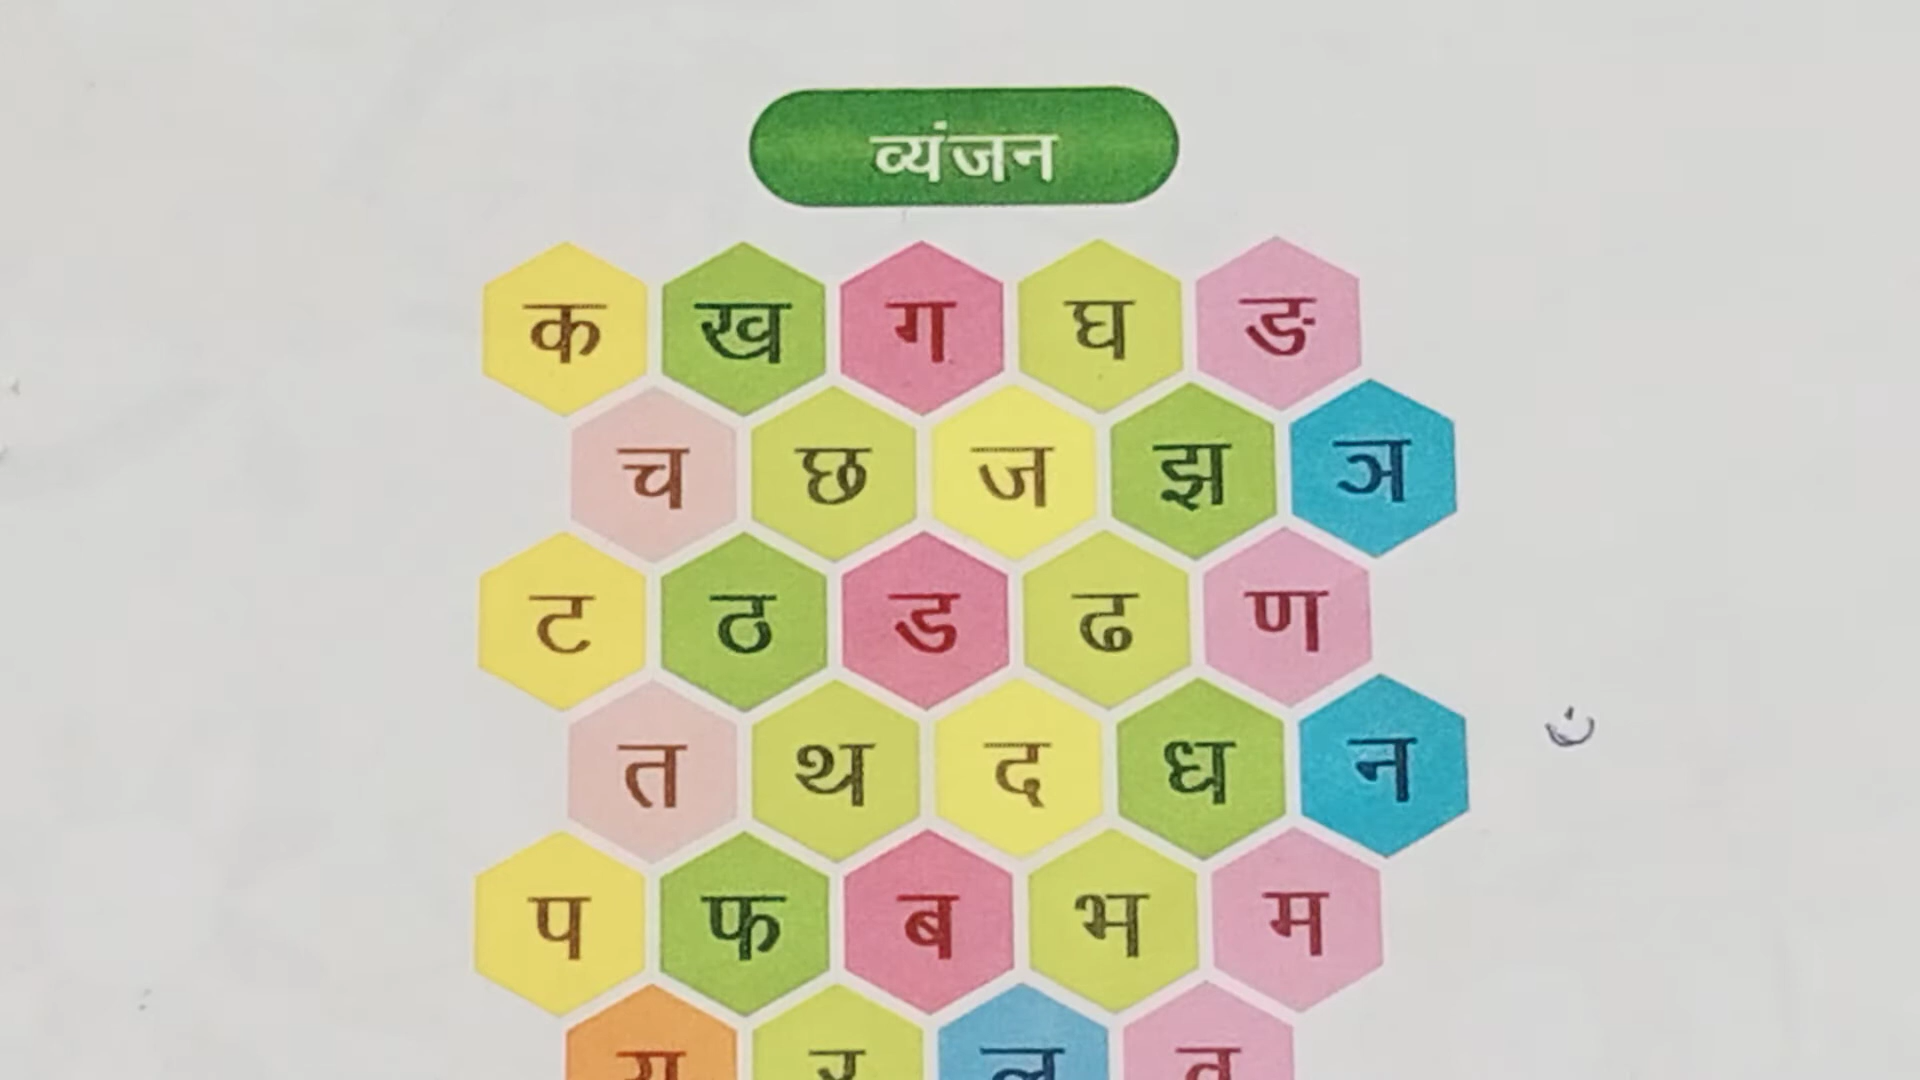 व्यंजन
क ख ग घ ङ
च छ ज झ ञ
ट ठ ड ढ ण
त थ द ध न
प फ ब भ म
य र ल व